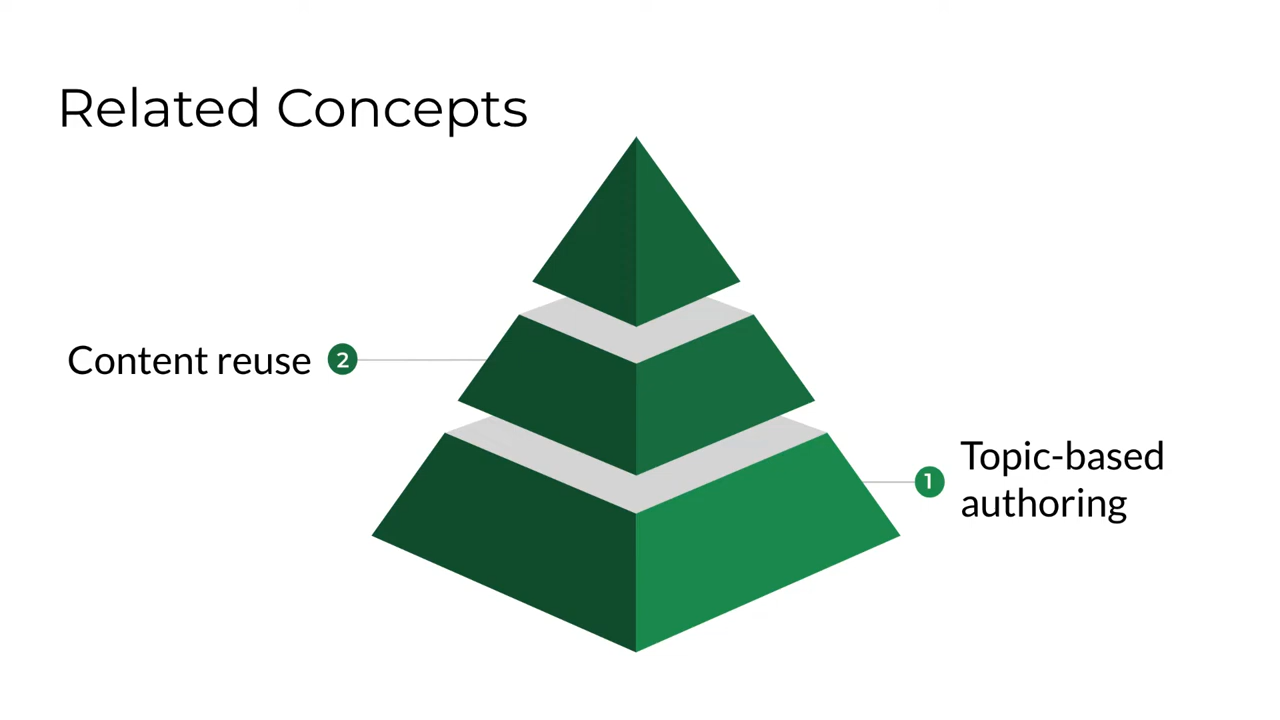 Related Concepts
Content reuse 2
1 Topic-based
authoring